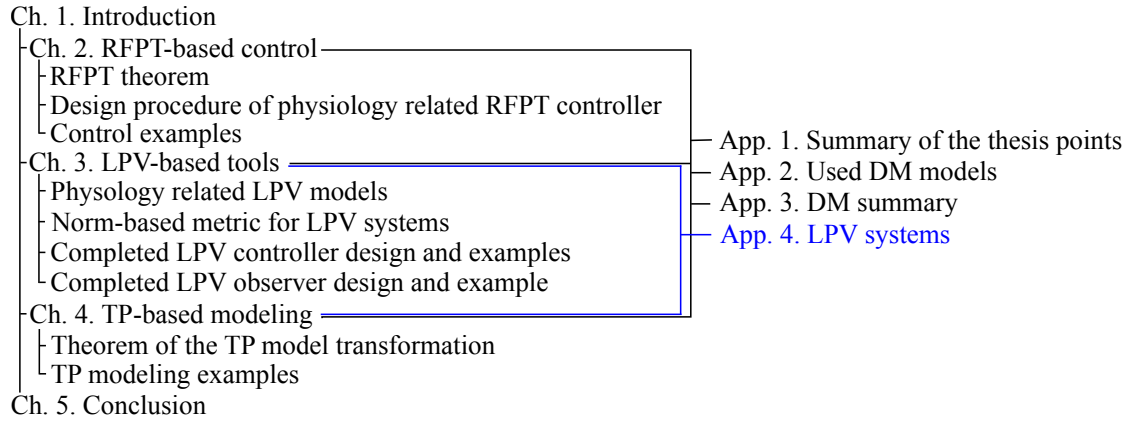 Ch. 1. Introduction
Ch. 2. RFPT-based control
RFPT theorem
Design procedure of physiology related RFPT controller
Control examples
Ch. 3. LPV-based tools
Physology related LPV models
Norm-based metric for LPV systems
Completed LPV controller design and examples
Completed LPV observer design and example
Ch. 4. TP-based modeling
Theorem of the TP model transformation
TP modeling examples
Ch. 5. Conclusion
App. 1. Summary of the thesis points
App. 2. Used DM models
App. 3. DM summary
App. 4. LPV systems